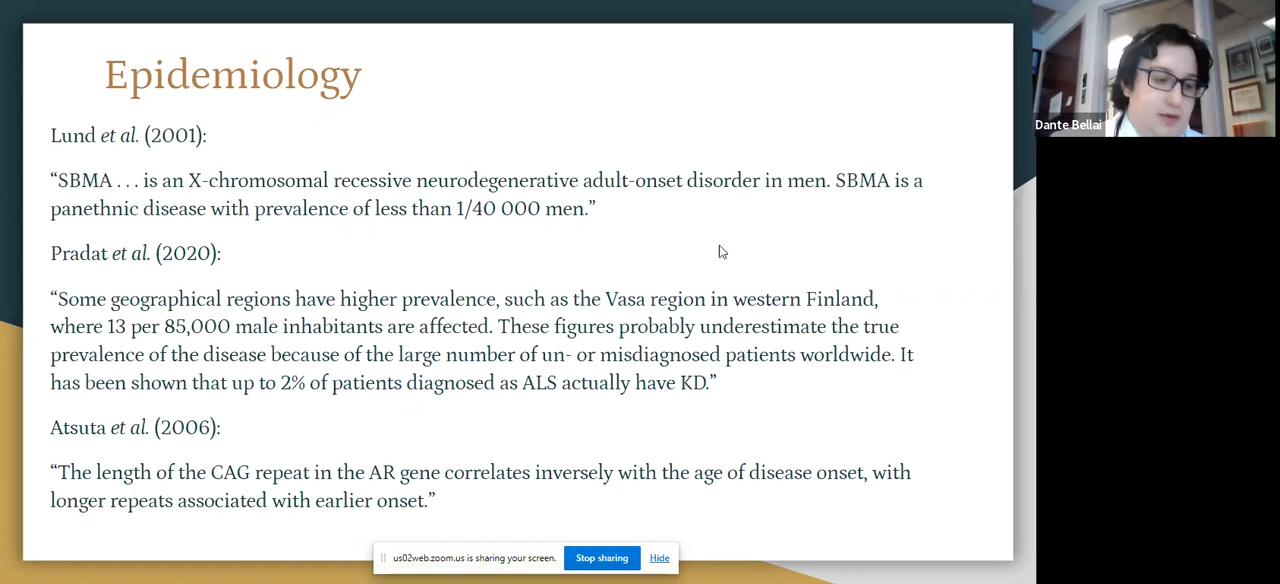 Epidemiology
Lund et al. (2001):
“SBMA . . . is an X-chromosomal recessive neurodegenerative adult-onset disorder in men. SBMA is a
panethnic disease with prevalence of less than 1/40 000 men.”
Pradat et al. (2020):
“Some geographical regions have higher prevalence, such as the Vasa region in western Finland,
where 13 per 85,000 male inhabitants are affected. These figures probably underestimate the true
prevalence of the disease because of the large number of un- or misdiagnosed patients worldwide. It
has been shown that up to 2% of patients diagnosed as ALS actually have KD.”
Atsuta et al. (2006):
“The length of the CAG repeat in the AR gene correlates inversely with the age of disease onset, with
longer repeats associated with earlier onset.”
us02web.zoom.us is sharing your screen.
Stop sharing
Hide
Dante Bellai